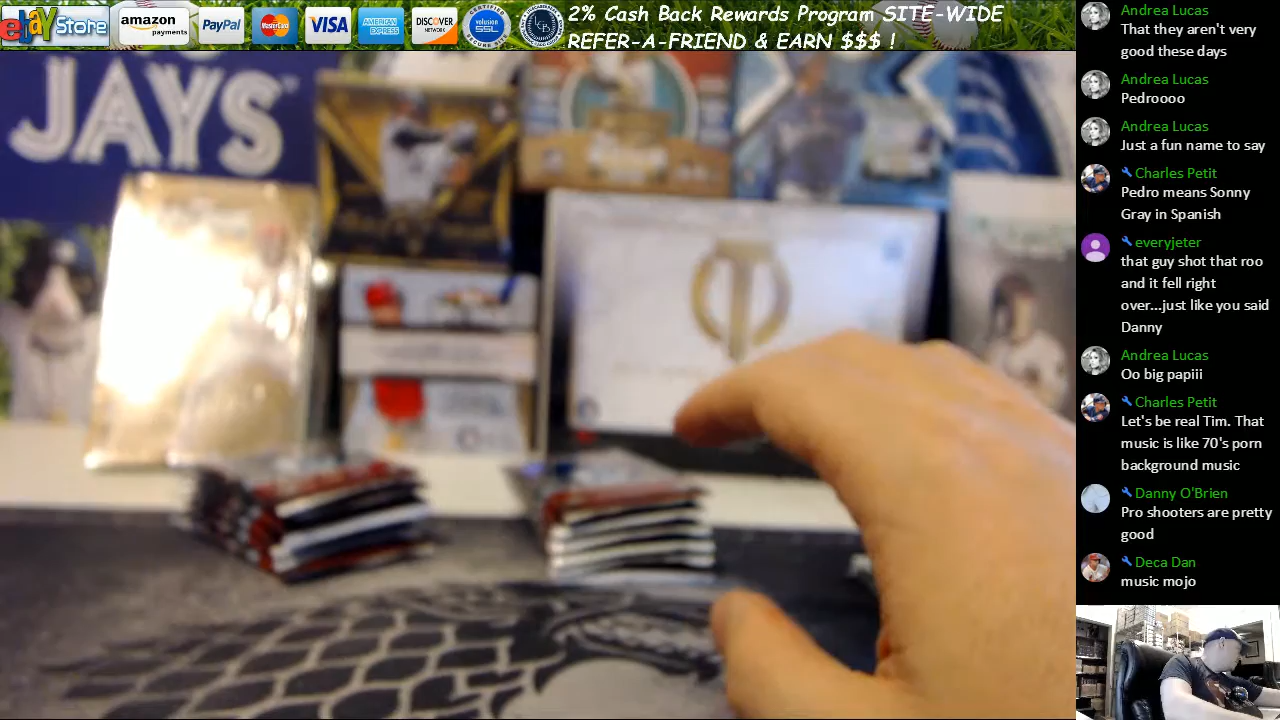 ebay Store
amazon
payments
PayPal
MasterCard
VISA
AMERICAN
EXPRESS
DISCOVER
NETWORK
volusion
SSL
2% Cash Back Rewards Program SITE-WIDE
REFER-A-FRIEND & EARN $$$ !
JAYS
Andrea Lucas
That they aren't very
good these days
Andrea Lucas
Pedroooo
Andrea Lucas
Just a fun name to say
Charles Petit
Pedro means Sonny
Gray in Spanish
everyjeter
that guy shot that roo
and it fell right
over...just like you said
Danny
Andrea Lucas
Oo big papiii
Charles Petit
Let's be real Tim. That
music is like 70's porn
background music
Danny O'Brien
Pro shooters are pretty
good
Deca Dan
music mojo